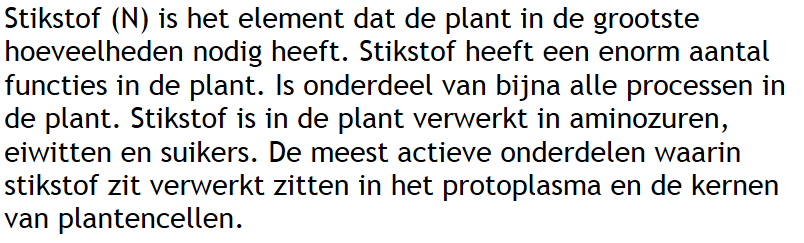 Stikstof (N) is het element dat de plant in de grootste
hoeveelheden nodig heeft. Stikstof heeft een enorm aantal
functies in de plant. Is onderdeel van bijna alle processen in
de plant. Stikstof is in de plant verwerkt in aminozuren,
eiwitten en suikers. De meest actieve onderdelen waarin
stikstof zit verwerkt zitten in het protoplasma en de kernen
van plantencellen.